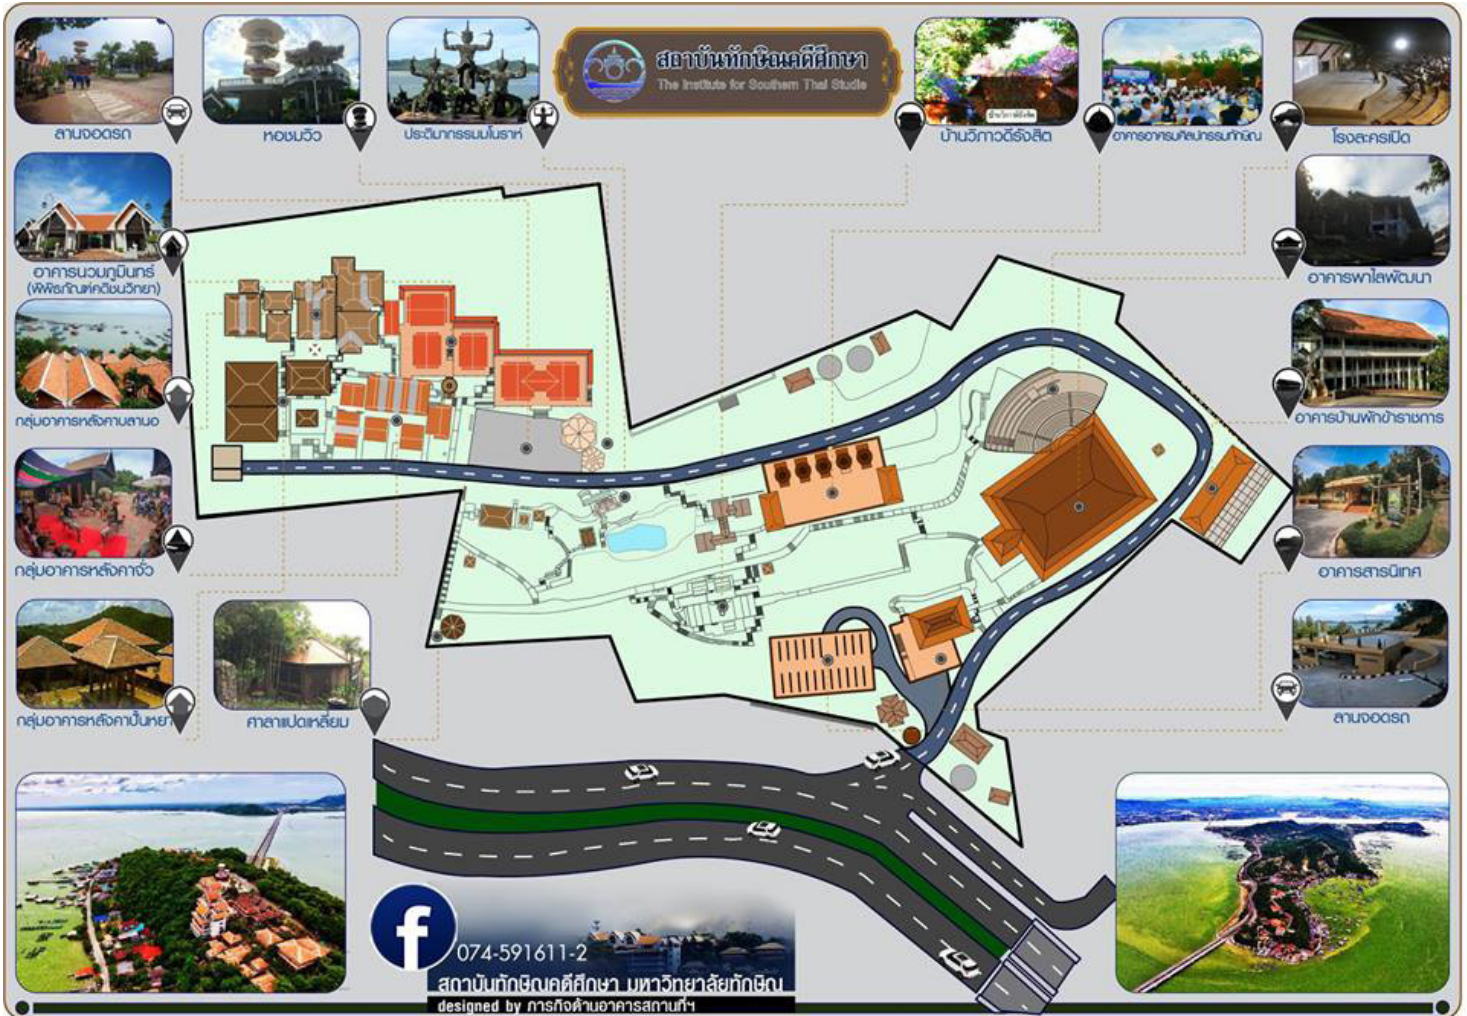 สถาบันทักษิณคดีศึกษา
The Institute for Southern Thai Studie
ลานจอดรถ
หอชมวิว
ประติมากรรมมโนราห์
บ้านวิภาวดีรังสิต
บ้านวิภาวดีรังสิต
อาคารอาศรมศิลปกรรมทักษิณ
โรงละครเปิด
อาคารนวมภูมินทร์
(พิพิธภัณฑ์คติชนวิทยา)
อาคารพาไลพัฒนา
กลุ่มอาคารหลังคาบลานอ
อาคารบ้านพักข้าราชการ
กลุ่มอาคารหลังคาจั่ว
อาคารสารนิเทศ
กลุ่มอาคารหลังคาปั้นหยา
ศาลาแปดเหลี่ยม
ลานจอดรถ
f
074-591611-2
สถาบันทักษิณคดีศึกษา มหาวิทยาลัยทักษิณ
designed by ภารกิจด้านอาคารสถานที่ฯ